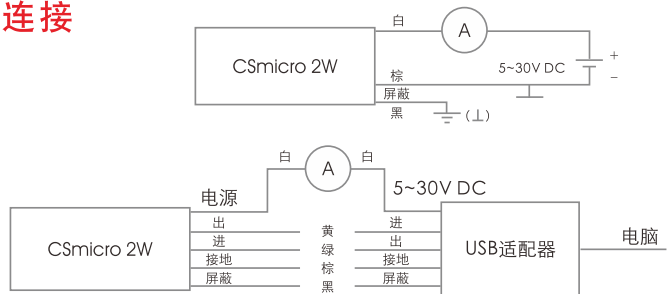 连接
白
A
CSmicro 2W
5~30V DC
+
−
棕
屏蔽
黑
(⊥)
白
A
白
5~30V DC
电源
出
黄
进
进
绿
出
CSmicro 2W
USB适配器
电脑
接地
棕
接地
屏蔽
黑
屏蔽